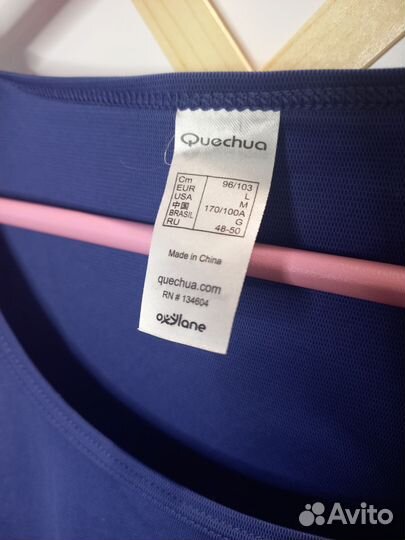 Quechua
Cm 96/103
EUR L
USA M
中国 170/100A
BRASIL G
RU 48-50
Made in China
quechua.com
RN # 134604
oxylane
Avito